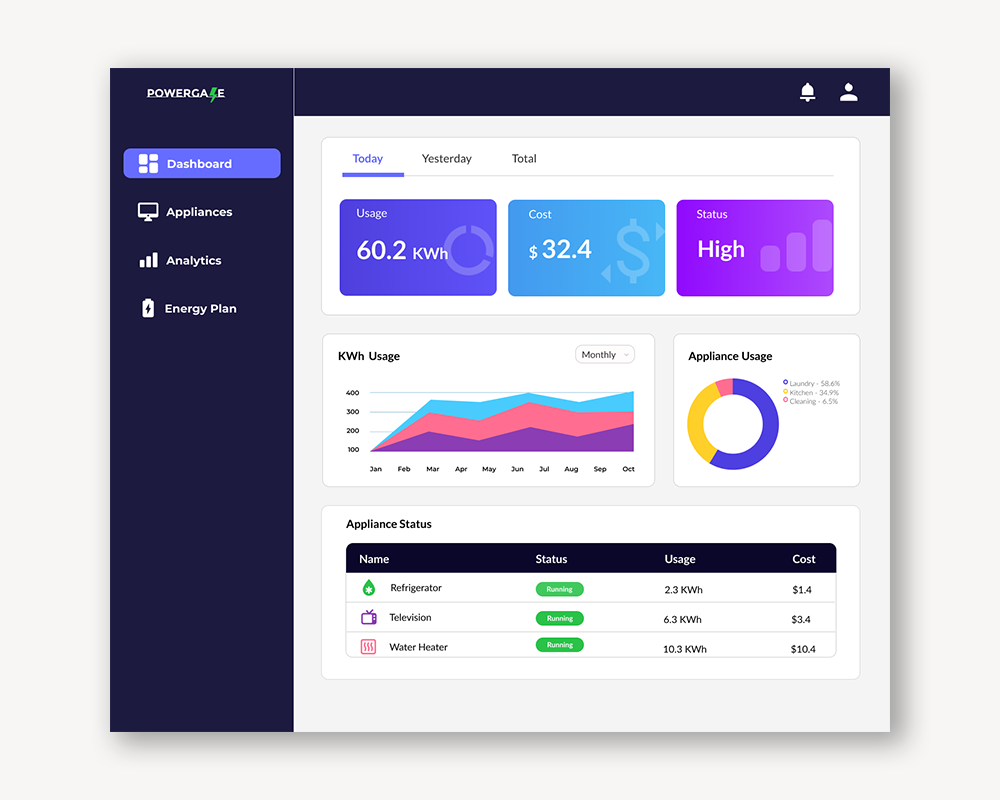 POWERGAZE
Dashboard
Appliances
Analytics
Energy Plan
Today Yesterday Total
Usage
60.2 KWh
Cost
$ 32.4
Status
High
KWh Usage
Monthly
400
300
200
100
Jan Feb Mar Apr May Jun Jul Aug Sep Oct
Appliance Usage
Laundry - 58.6%
Kitchen - 34.9%
Cleaning - 6.5%
Appliance Status
Name Status Usage Cost
Refrigerator Running 2.3 KWh $1.4
Television Running 6.3 KWh $3.4
Water Heater Running 10.3 KWh $10.4